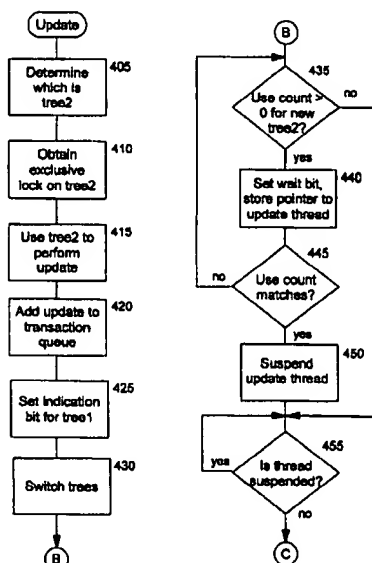 Update
Determine
which is
tree2
405
Obtain
exclusive
lock on tree2
410
Use tree2 to
perform
update
415
Add update to
transaction
queue
420
Set indication
bit for tree1
425
Switch trees
430
B
B
435
Use count >
0 for new
tree2?
no
yes
440
Set wait bit,
store pointer to
update thread
445
Use count
matches?
no
yes
450
Suspend
update thread
455
Is thread
suspended?
yes
no
C